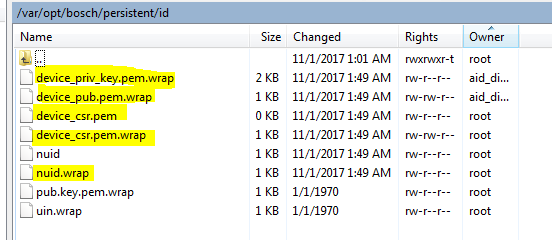 /var/opt/bosch/persistent/id
Name Size Changed Rights Owner
.. 11/1/2017 1:01 AM rwxrwxr-t root
device_priv_key.pem.wrap 2 KB 11/1/2017 1:49 AM rw-r--r-- aid_di...
device_pub.pem.wrap 1 KB 11/1/2017 1:49 AM rw-rw-r-- aid_di...
device_csr.pem 0 KB 11/1/2017 1:49 AM rw-r--r-- root
device_csr.pem.wrap 1 KB 11/1/2017 1:49 AM rw-rw-r-- root
nuid 1 KB 11/1/2017 1:49 AM rw-r--r-- root
nuid.wrap 1 KB 11/1/2017 1:49 AM rw-r--r-- root
pub.key.pem.wrap 1 KB 1/1/1970 rw-r--r-- root
uin.wrap 1 KB 1/1/1970 rw-r--r-- root